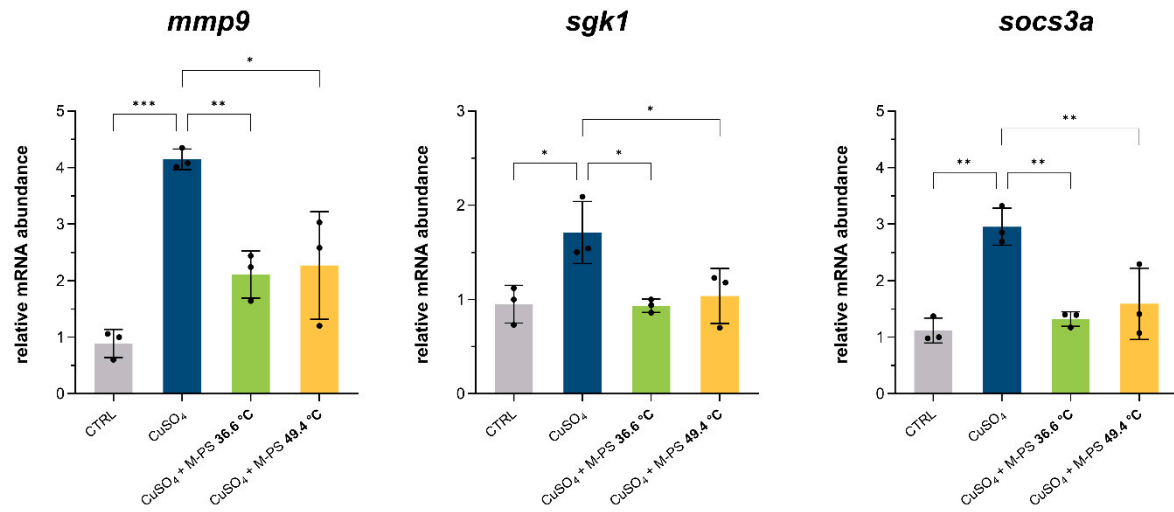 mmp9
relative mRNA abundance
5
4
3
2
1
0
***
**
*
CTRL
CuSO₄
CuSO₄ + M-PS 36.6 °C
CuSO₄ + M-PS 49.4 °C
sgk1
relative mRNA abundance
3
2
1
0
*
*
*
CTRL
CuSO₄
CuSO₄ + M-PS 36.6 °C
CuSO₄ + M-PS 49.4 °C
socs3a
relative mRNA abundance
5
4
3
2
1
0
**
**
**
CTRL
CuSO₄
CuSO₄ + M-PS 36.6 °C
CuSO₄ + M-PS 49.4 °C